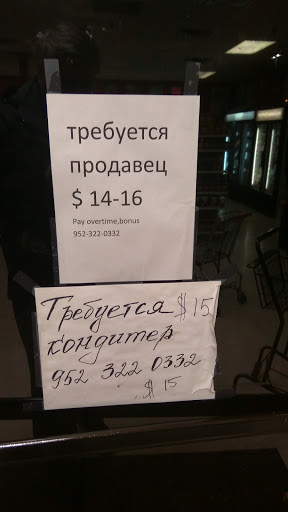 требуется
продавец
$ 14-16
Pay overtime,bonus
952-322-0332
Требуется $15
кондитер
952 322 0332
$ 15